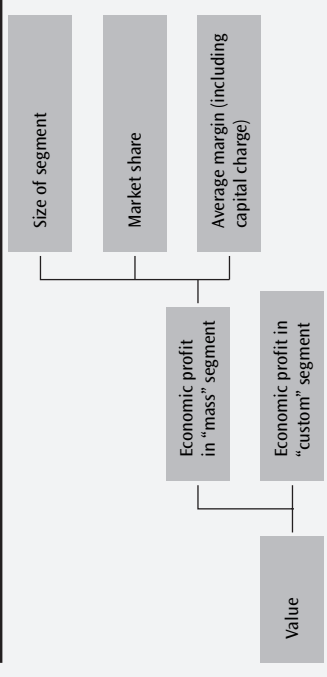 Value
Economic profit
in “mass” segment
Economic profit in
“custom” segment
Size of segment
Market share
Average margin (including
capital charge)